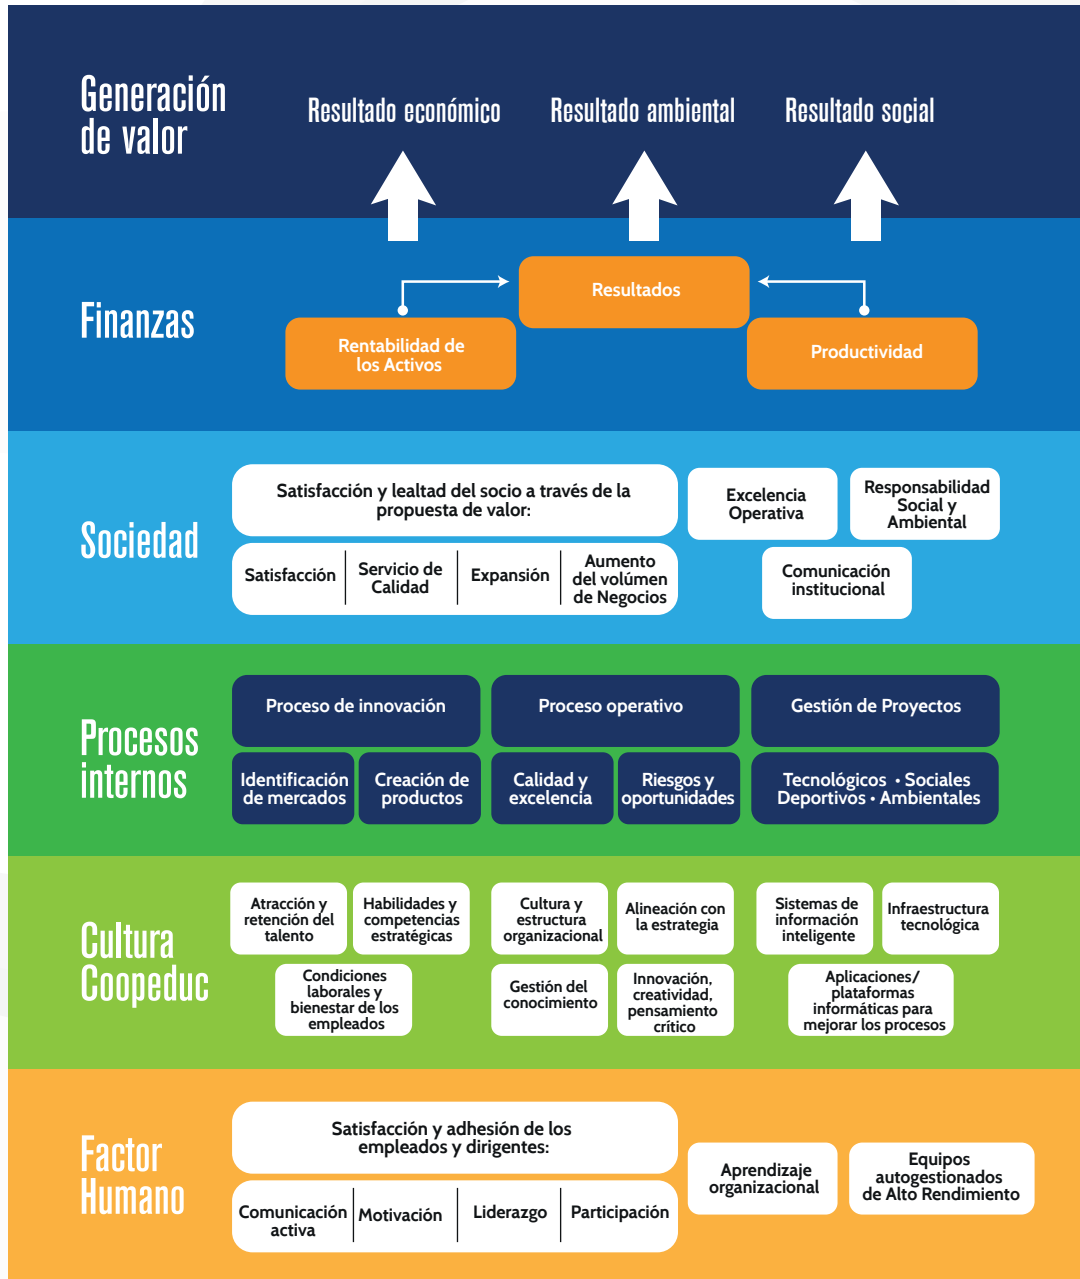 Generación
de valor
Resultado económico
Resultado ambiental
Resultado social
Finanzas
Resultados
Rentabilidad de
los Activos
Productividad
Sociedad
Satisfacción y lealtad del socio a través de la
propuesta de valor:
Satisfacción
Servicio de
Calidad
Expansión
Aumento
del volúmen
de Negocios
Excelencia
Operativa
Responsabilidad
Social y
Ambiental
Comunicación
institucional
Procesos
internos
Proceso de innovación
Identificación
de mercados
Creación de
productos
Proceso operativo
Calidad y
excelencia
Riesgos y
oportunidades
Gestión de Proyectos
Tecnológicos • Sociales
Deportivos • Ambientales
Cultura
Coopeduc
Atracción y
retención del
talento
Habilidades y
competencias
estratégicas
Condiciones
laborales y
bienestar de los
empleados
Cultura y
estructura
organizacional
Alineación con
la estrategia
Gestión del
conocimiento
Innovación,
creatividad,
pensamiento
crítico
Sistemas de
información
inteligente
Infraestructura
tecnológica
Aplicaciones/
plataformas
informáticas para
mejorar los procesos
Factor
Humano
Satisfacción y adhesión de los
empleados y dirigentes:
Comunicación
activa
Motivación
Liderazgo
Participación
Aprendizaje
organizacional
Equipos
autogestionados
de Alto Rendimiento